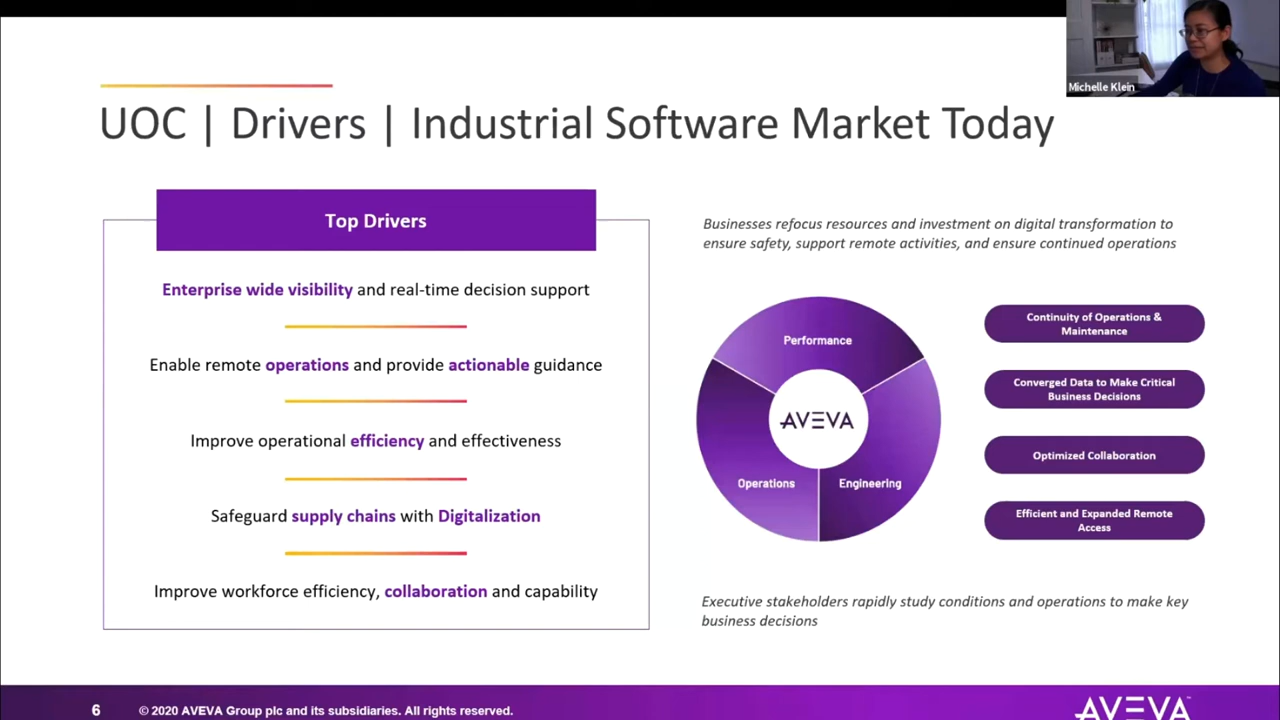 Michelle Klein
UOC | Drivers | Industrial Software Market Today
Top Drivers
Enterprise wide visibility and real-time decision support
Enable remote operations and provide actionable guidance
Improve operational efficiency and effectiveness
Safeguard supply chains with Digitalization
Improve workforce efficiency, collaboration and capability
Businesses refocus resources and investment on digital transformation to
ensure safety, support remote activities, and ensure continued operations
Performance
AVEVA
Operations
Engineering
Continuity of Operations &
Maintenance
Converged Data to Make Critical
Business Decisions
Optimized Collaboration
Efficient and Expanded Remote
Access
Executive stakeholders rapidly study conditions and operations to make key
business decisions
6
© 2020 AVEVA Group plc and its subsidiaries. All rights reserved.
AVEVA™